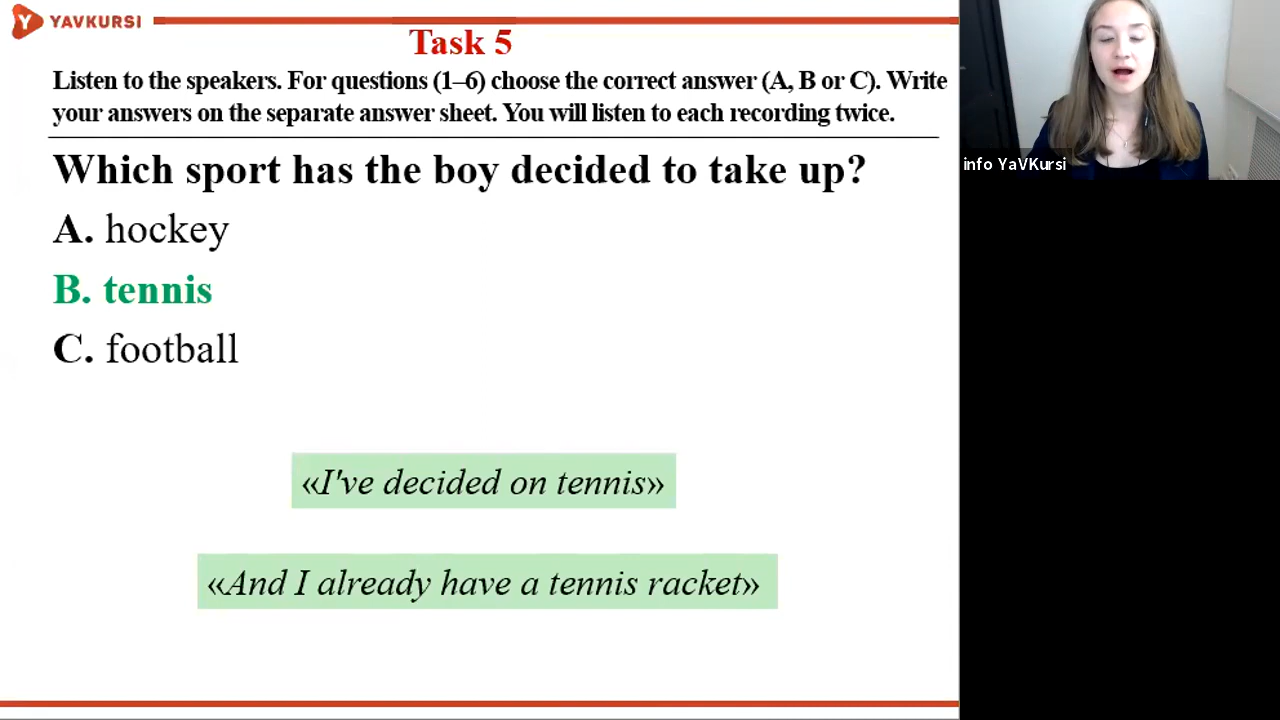 YAVKURSI
Task 5
Listen to the speakers. For questions (1–6) choose the correct answer (A, B or C). Write
your answers on the separate answer sheet. You will listen to each recording twice.
Which sport has the boy decided to take up?
A. hockey
B. tennis
C. football
«I've decided on tennis»
«And I already have a tennis racket»
info YaVKursi